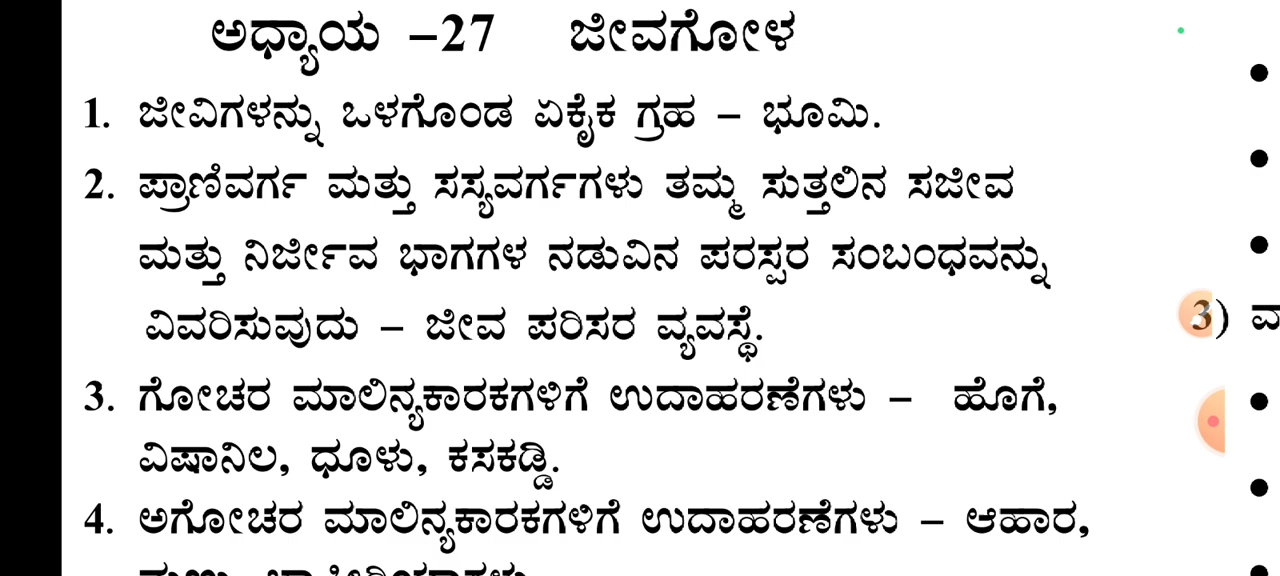 ಅಧ್ಯಾಯ –27 ಜೀವಗೋಳ
1. ಜೀವಿಗಳನ್ನು ಒಳಗೊಂಡ ಏಕೈಕ ಗ್ರಹ – ಭೂಮಿ.
2. ಪ್ರಾಣಿವರ್ಗ ಮತ್ತು ಸಸ್ಯವರ್ಗಗಳು ತಮ್ಮ ಸುತ್ತಲಿನ ಸಜೀವ
ಮತ್ತು ನಿರ್ಜೀವ ಭಾಗಗಳ ನಡುವಿನ ಪರಸ್ಪರ ಸಂಬಂಧವನ್ನು
ವಿವರಿಸುವುದು – ಜೀವ ಪರಿಸರ ವ್ಯವಸ್ಥೆ.
3. ಗೋಚರ ಮಾಲಿನ್ಯಕಾರಕಗಳಿಗೆ ಉದಾಹರಣೆಗಳು – ಹೊಗೆ,
ವಿಷಾನಿಲ, ಧೂಳು, ಕಸಕಡ್ಡಿ.
4. ಅಗೋಚರ ಮಾಲಿನ್ಯಕಾರಕಗಳಿಗೆ ಉದಾಹರಣೆಗಳು – ಆಹಾರ,
3)